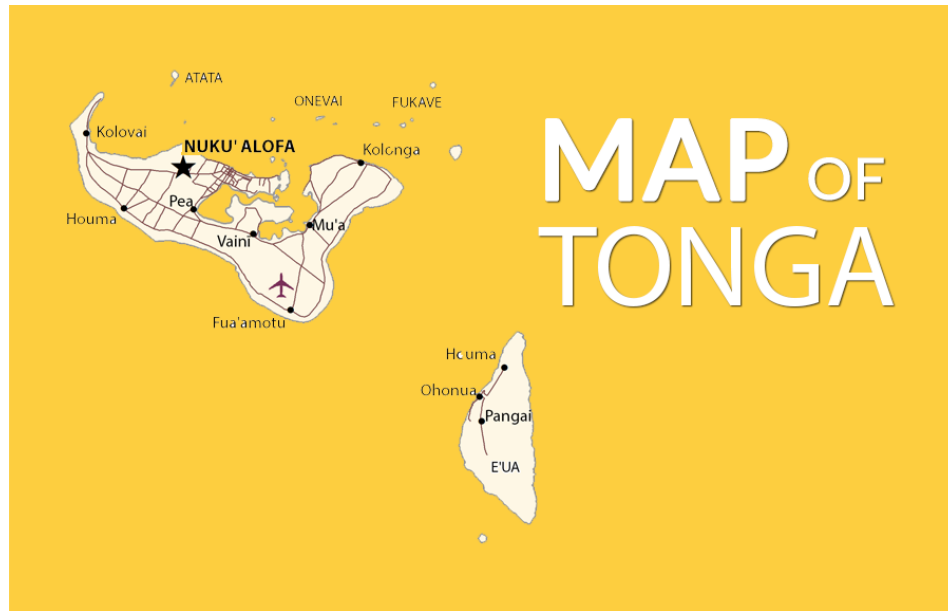 ATATA
ONEVAI
FUKAVE
Kolovai
NUKU' ALOFA
Kolonga
MAP OF
TONGA
Pea
Houma
Mu'a
Vaini
Fua'amotu
Houma
Ohonua
Pangai
E'UA